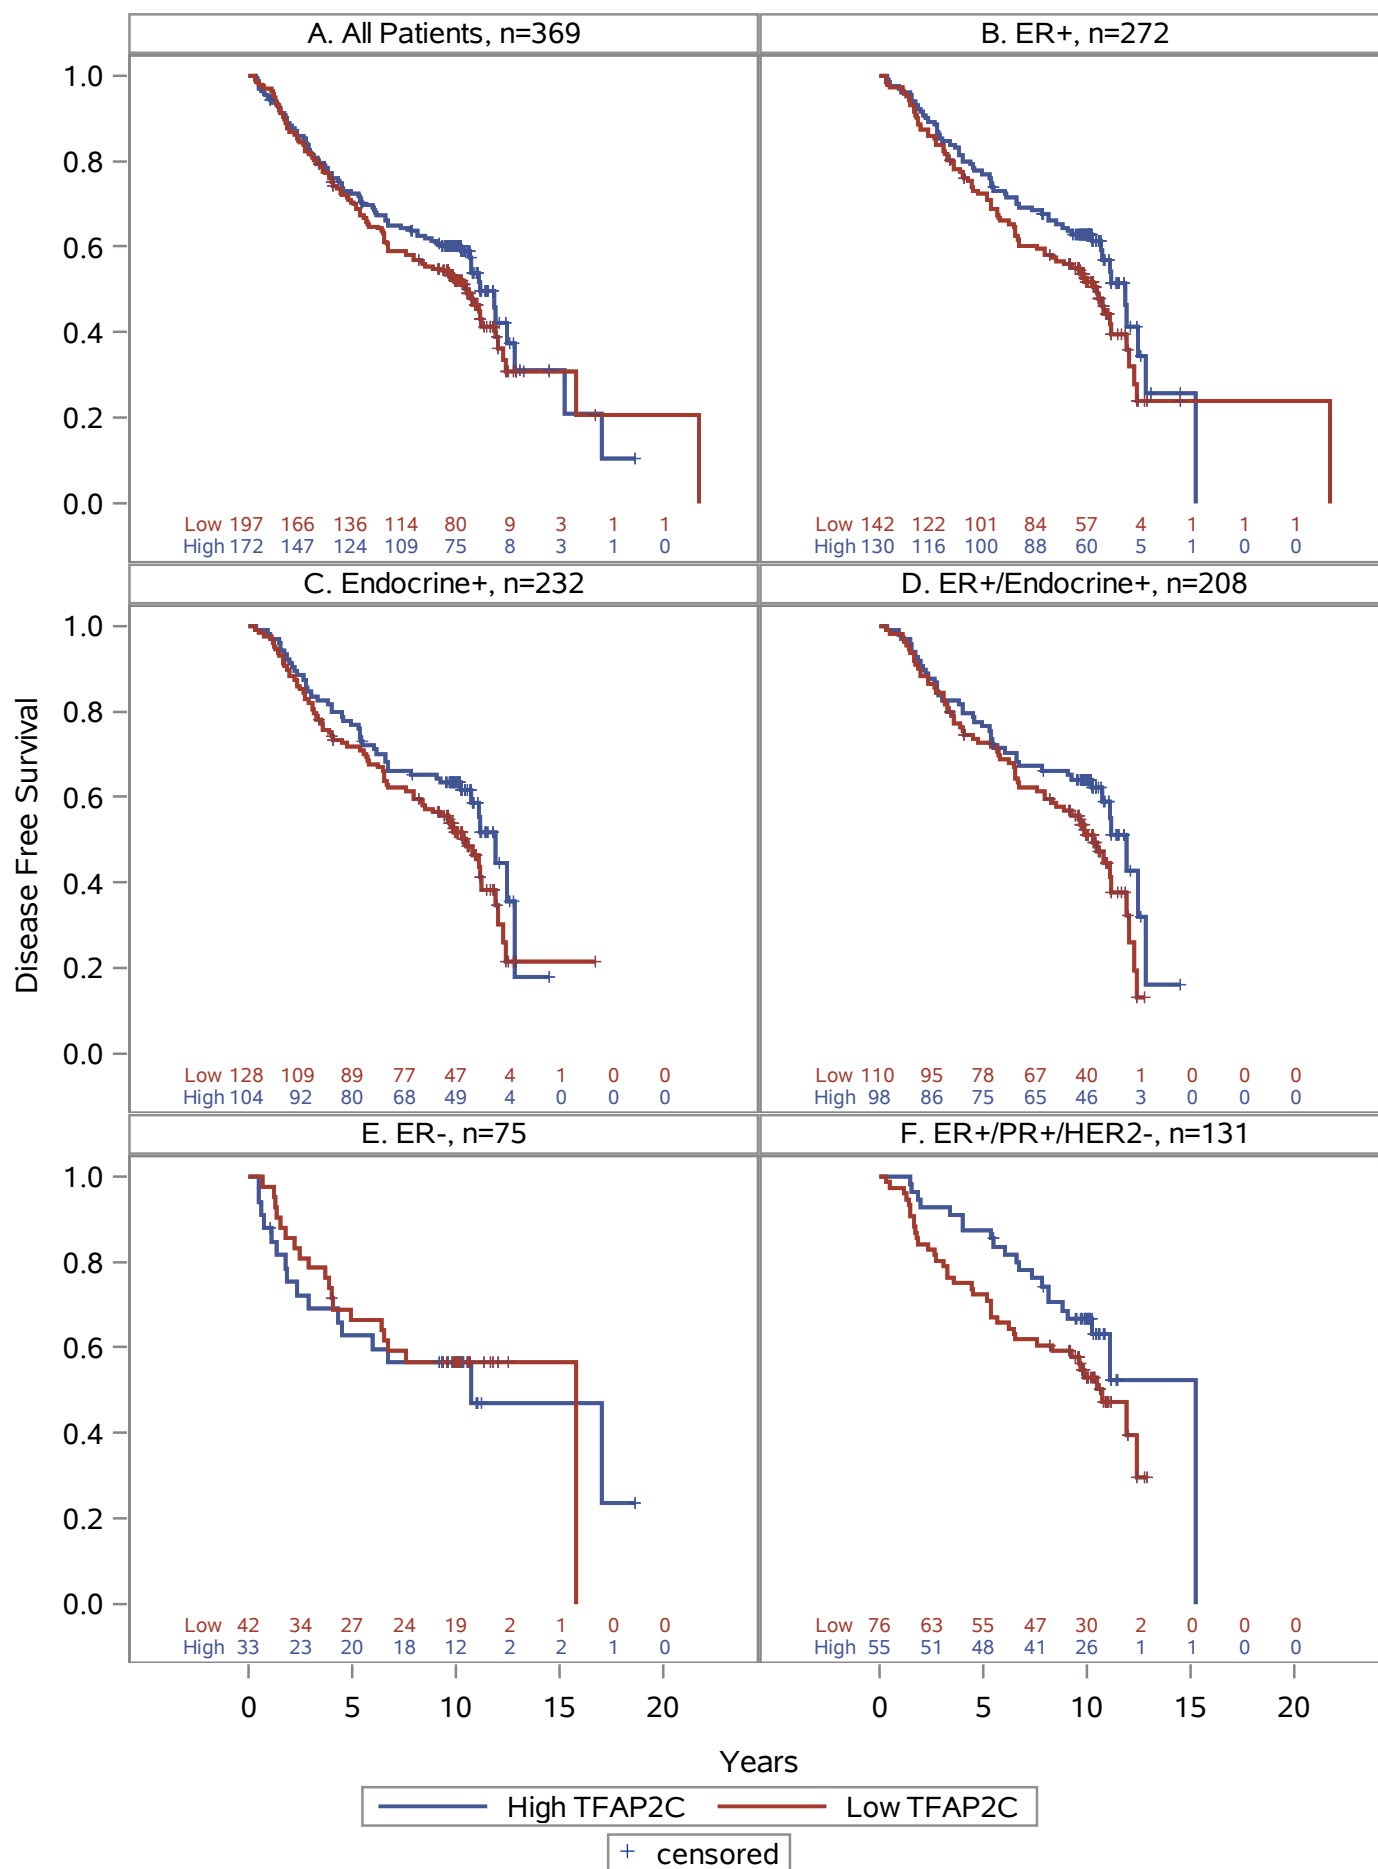 A. All Patients, n=369
B. ER+, n=272
1.0
0.8
0.6
0.4
0.2
0.0
Low 197 166 136 114 80 9 3 1 1
High 172 147 124 109 75 8 3 1 0
Low 142 122 101 84 57 4 1 1 1
High 130 116 100 88 60 5 1 0 0
C. Endocrine+, n=232
D. ER+/Endocrine+, n=208
1.0
0.8
0.6
0.4
0.2
0.0
Low 128 109 89 77 47 4 1 0 0
High 104 92 80 68 49 4 0 0 0
Low 110 95 78 67 40 1 0 0 0
High 98 86 75 65 46 3 0 0 0
Disease Free Survival
E. ER-, n=75
F. ER+/PR+/HER2-, n=131
1.0
0.8
0.6
0.4
0.2
0.0
Low 42 34 27 24 19 2 1 0 0
High 33 23 20 18 12 2 2 1 0
Low 76 63 55 47 30 2 0 0 0
High 55 51 48 41 26 1 1 0 0
0 5 10 15 20
0 5 10 15 20
Years
High TFAP2C
Low TFAP2C
+ censored